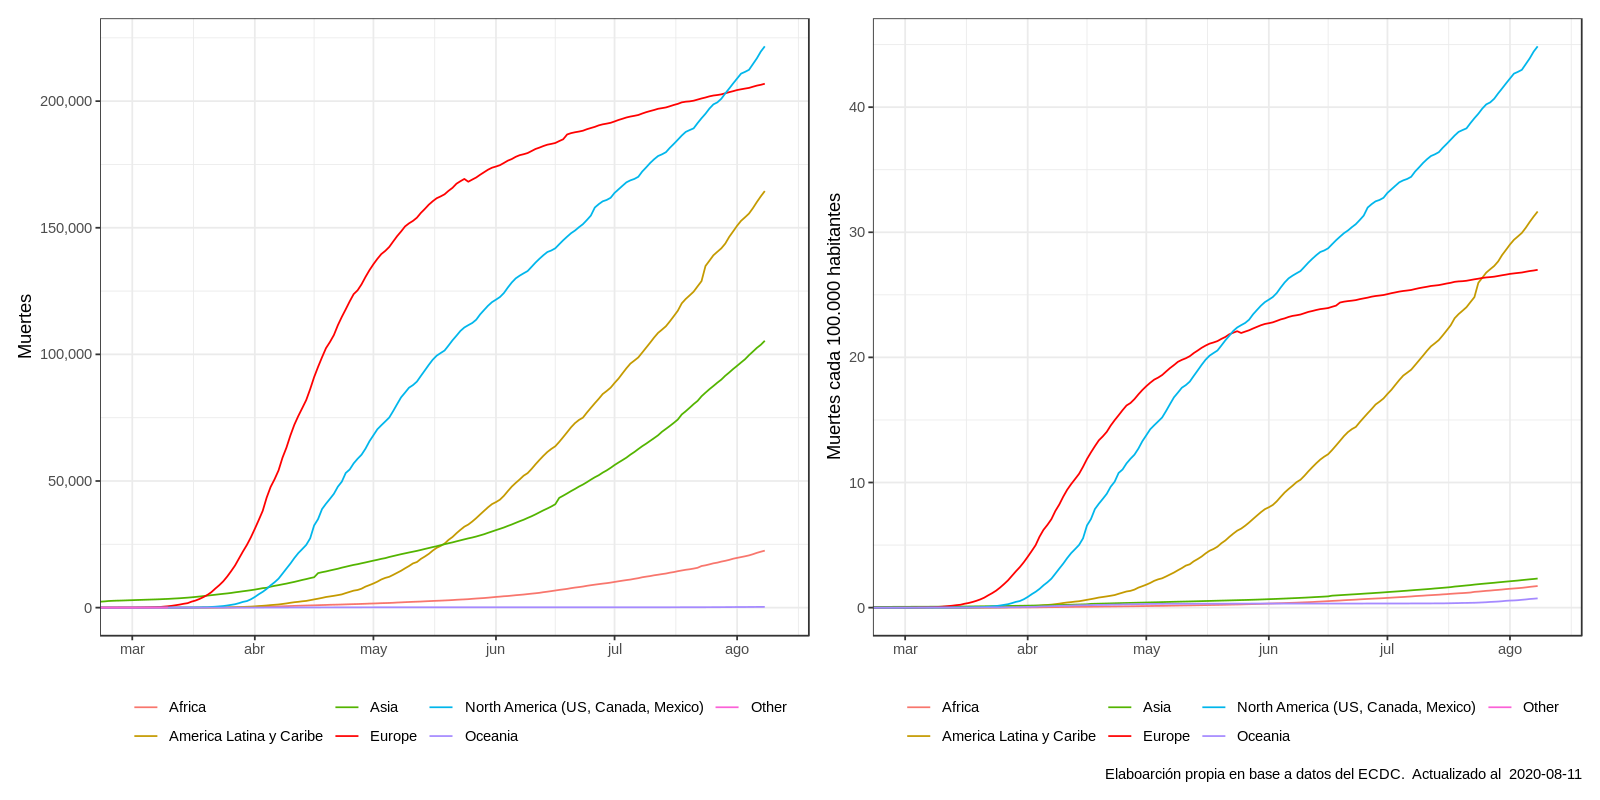 Muertes
200,000
150,000
100,000
50,000
0
mar abr may jun jul ago
Africa Asia North America (US, Canada, Mexico) Other
America Latina y Caribe Europe Oceania
Muertes cada 100.000 habitantes
40
30
20
10
0
mar abr may jun jul ago
Africa Asia North America (US, Canada, Mexico) Other
America Latina y Caribe Europe Oceania
Elaboarción propia en base a datos del ECDC. Actualizado al 2020-08-11